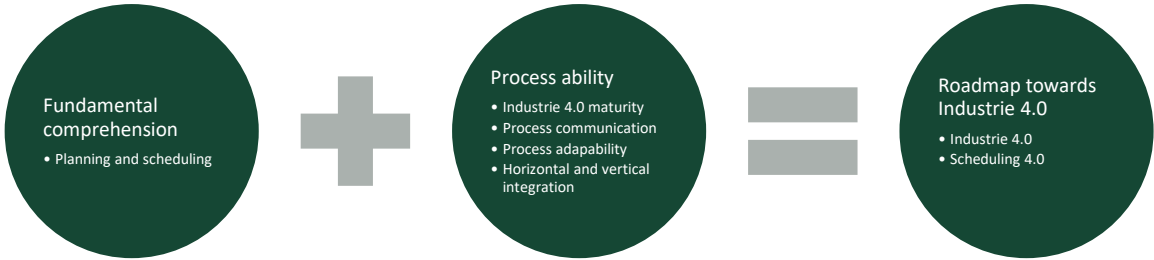 Fundamental
comprehension
• Planning and scheduling
Process ability
• Industrie 4.0 maturity
• Process communication
• Process adapability
• Horizontal and vertical
integration
Roadmap towards
Industrie 4.0
• Industrie 4.0
• Scheduling 4.0